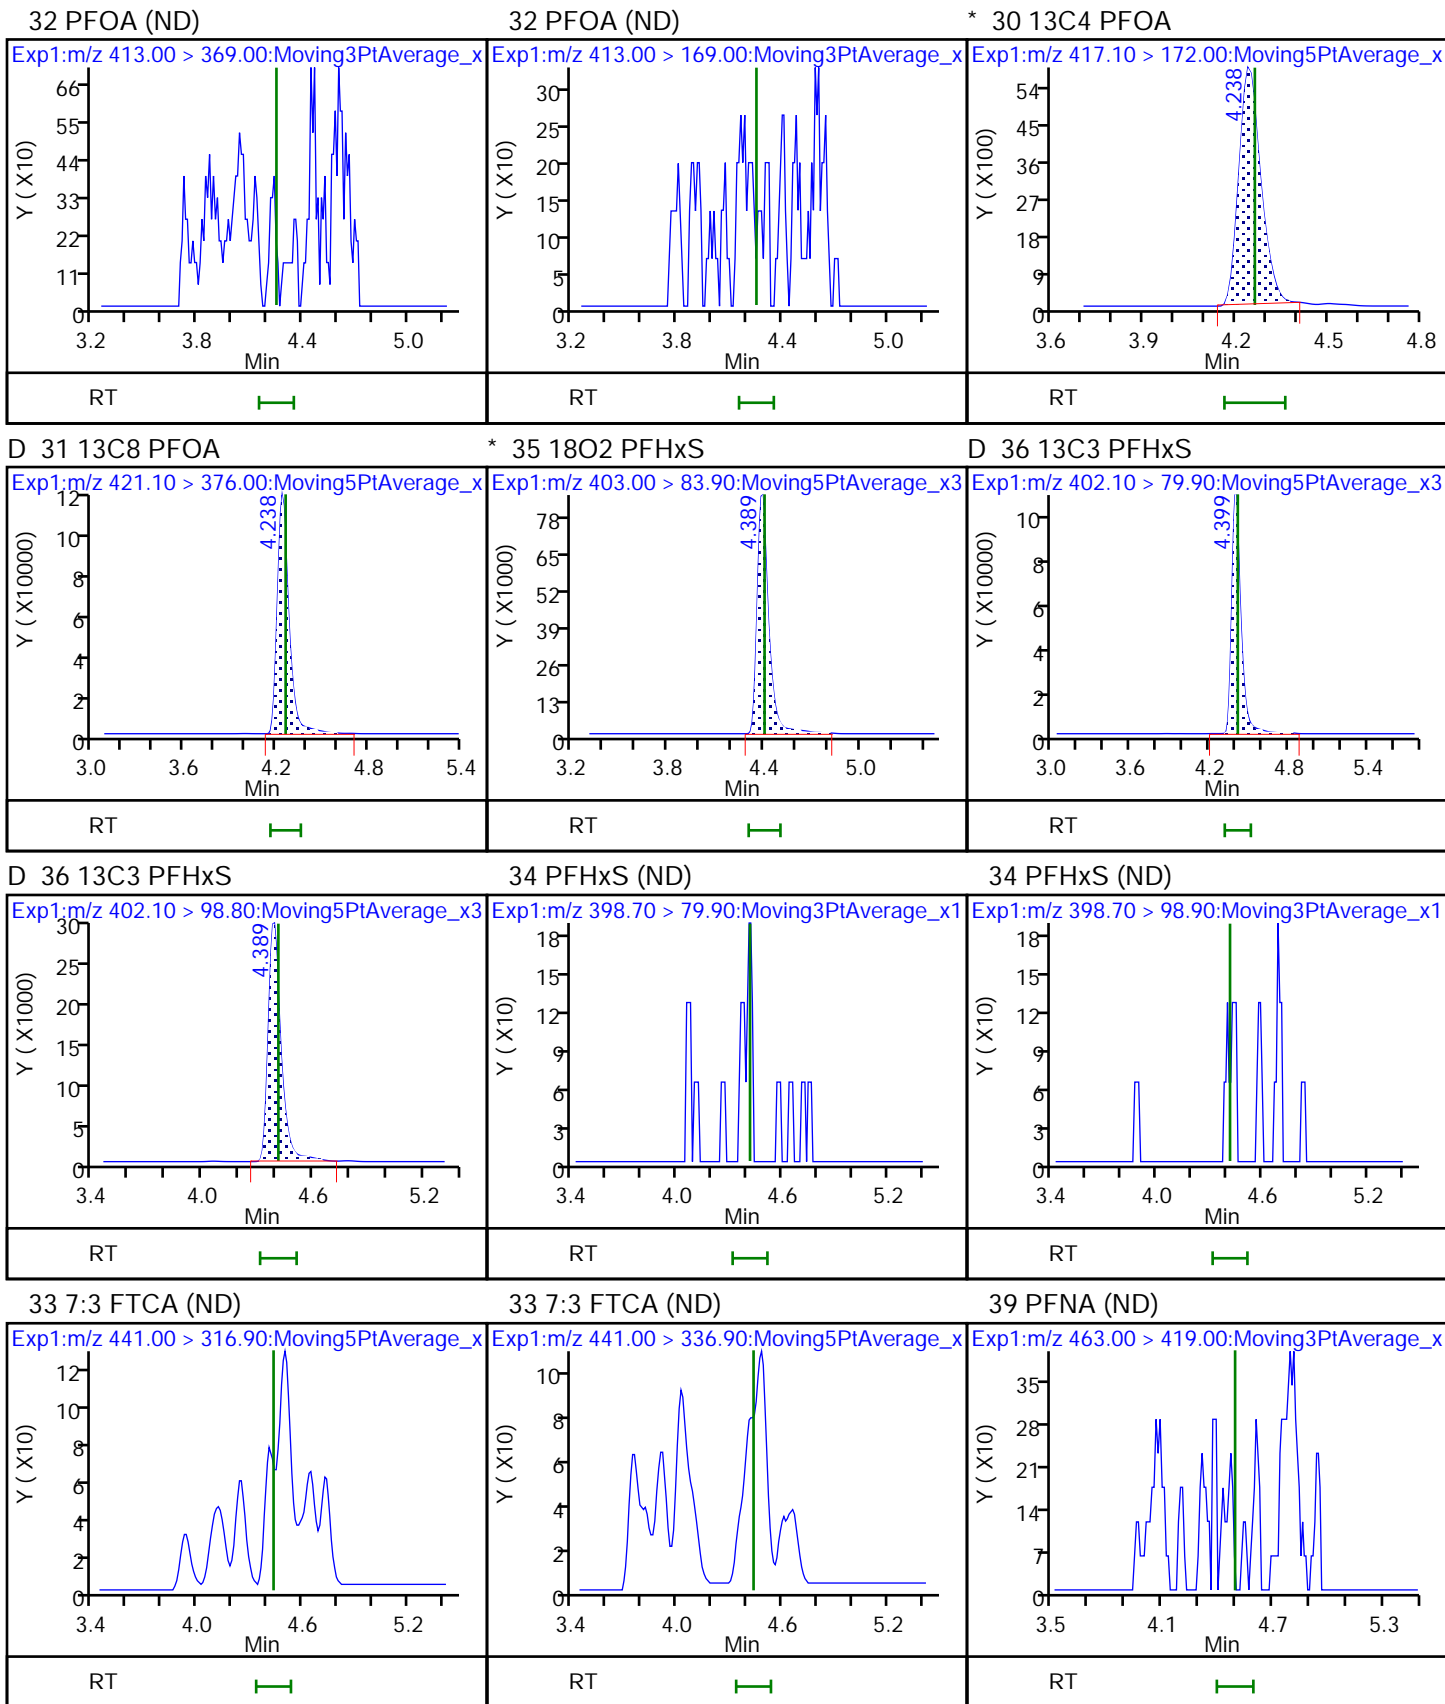 32 PFOA (ND)
Exp1:m/z 413.00 > 369.00:Moving3PtAverage_x
Y ( X10)
66
55
44
33
22
11
0
3.2 3.8 4.4 5.0
Min
RT
32 PFOA (ND)
Exp1:m/z 413.00 > 169.00:Moving3PtAverage_x
Y ( X10)
30
25
20
15
10
5
0
3.2 3.8 4.4 5.0
Min
RT
* 30 13C4 PFOA
Exp1:m/z 417.10 > 172.00:Moving5PtAverage_x
4.238
Y ( X100)
54
45
36
27
18
9
0
3.6 3.9 4.2 4.5 4.8
Min
RT
D 31 13C8 PFOA
Exp1:m/z 421.10 > 376.00:Moving5PtAverage_x
4.238
Y ( X10000)
12
10
8
6
4
2
0
3.0 3.6 4.2 4.8 5.4
Min
RT
* 35 18O2 PFHxS
Exp1:m/z 403.00 > 83.90:Moving5PtAverage_x3
4.389
Y ( X1000)
78
65
52
39
26
13
0
3.2 3.8 4.4 5.0
Min
RT
D 36 13C3 PFHxS
Exp1:m/z 402.10 > 79.90:Moving5PtAverage_x3
4.399
Y ( X10000)
10
8
6
4
2
0
3.0 3.6 4.2 4.8 5.4
Min
RT
D 36 13C3 PFHxS
Exp1:m/z 402.10 > 98.80:Moving5PtAverage_x3
4.389
Y ( X1000)
30
25
20
15
10
5
0
3.4 4.0 4.6 5.2
Min
RT
34 PFHxS (ND)
Exp1:m/z 398.70 > 79.90:Moving3PtAverage_x1
Y ( X10)
18
15
12
9
6
3
0
3.4 4.0 4.6 5.2
Min
RT
34 PFHxS (ND)
Exp1:m/z 398.70 > 98.90:Moving3PtAverage_x1
Y ( X10)
18
15
12
9
6
3
0
3.4 4.0 4.6 5.2
Min
RT
33 7:3 FTCA (ND)
Exp1:m/z 441.00 > 316.90:Moving5PtAverage_x
Y ( X10)
12
10
8
6
4
2
0
3.4 4.0 4.6 5.2
Min
RT
33 7:3 FTCA (ND)
Exp1:m/z 441.00 > 336.90:Moving5PtAverage_x
Y ( X10)
10
8
6
4
2
0
3.4 4.0 4.6 5.2
Min
RT
39 PFNA (ND)
Exp1:m/z 463.00 > 419.00:Moving3PtAverage_x
Y ( X10)
35
28
21
14
7
0
3.5 4.1 4.7 5.3
Min
RT